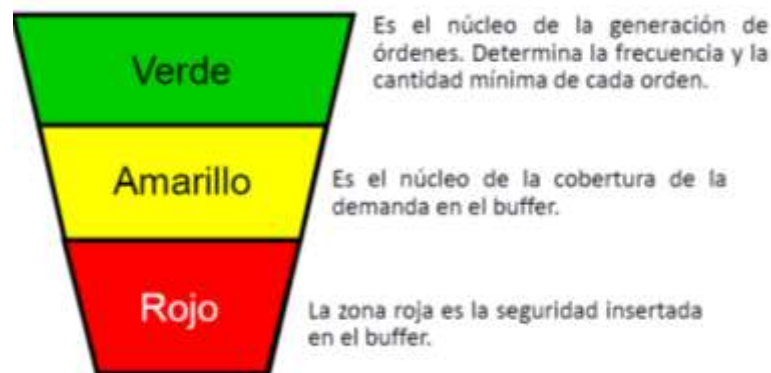 Verde
Es el núcleo de la generación de
órdenes. Determina la frecuencia y la
cantidad mínima de cada orden.
Amarillo
Es el núcleo de la cobertura de la
demanda en el buffer.
Rojo
La zona roja es la seguridad insertada
en el buffer.